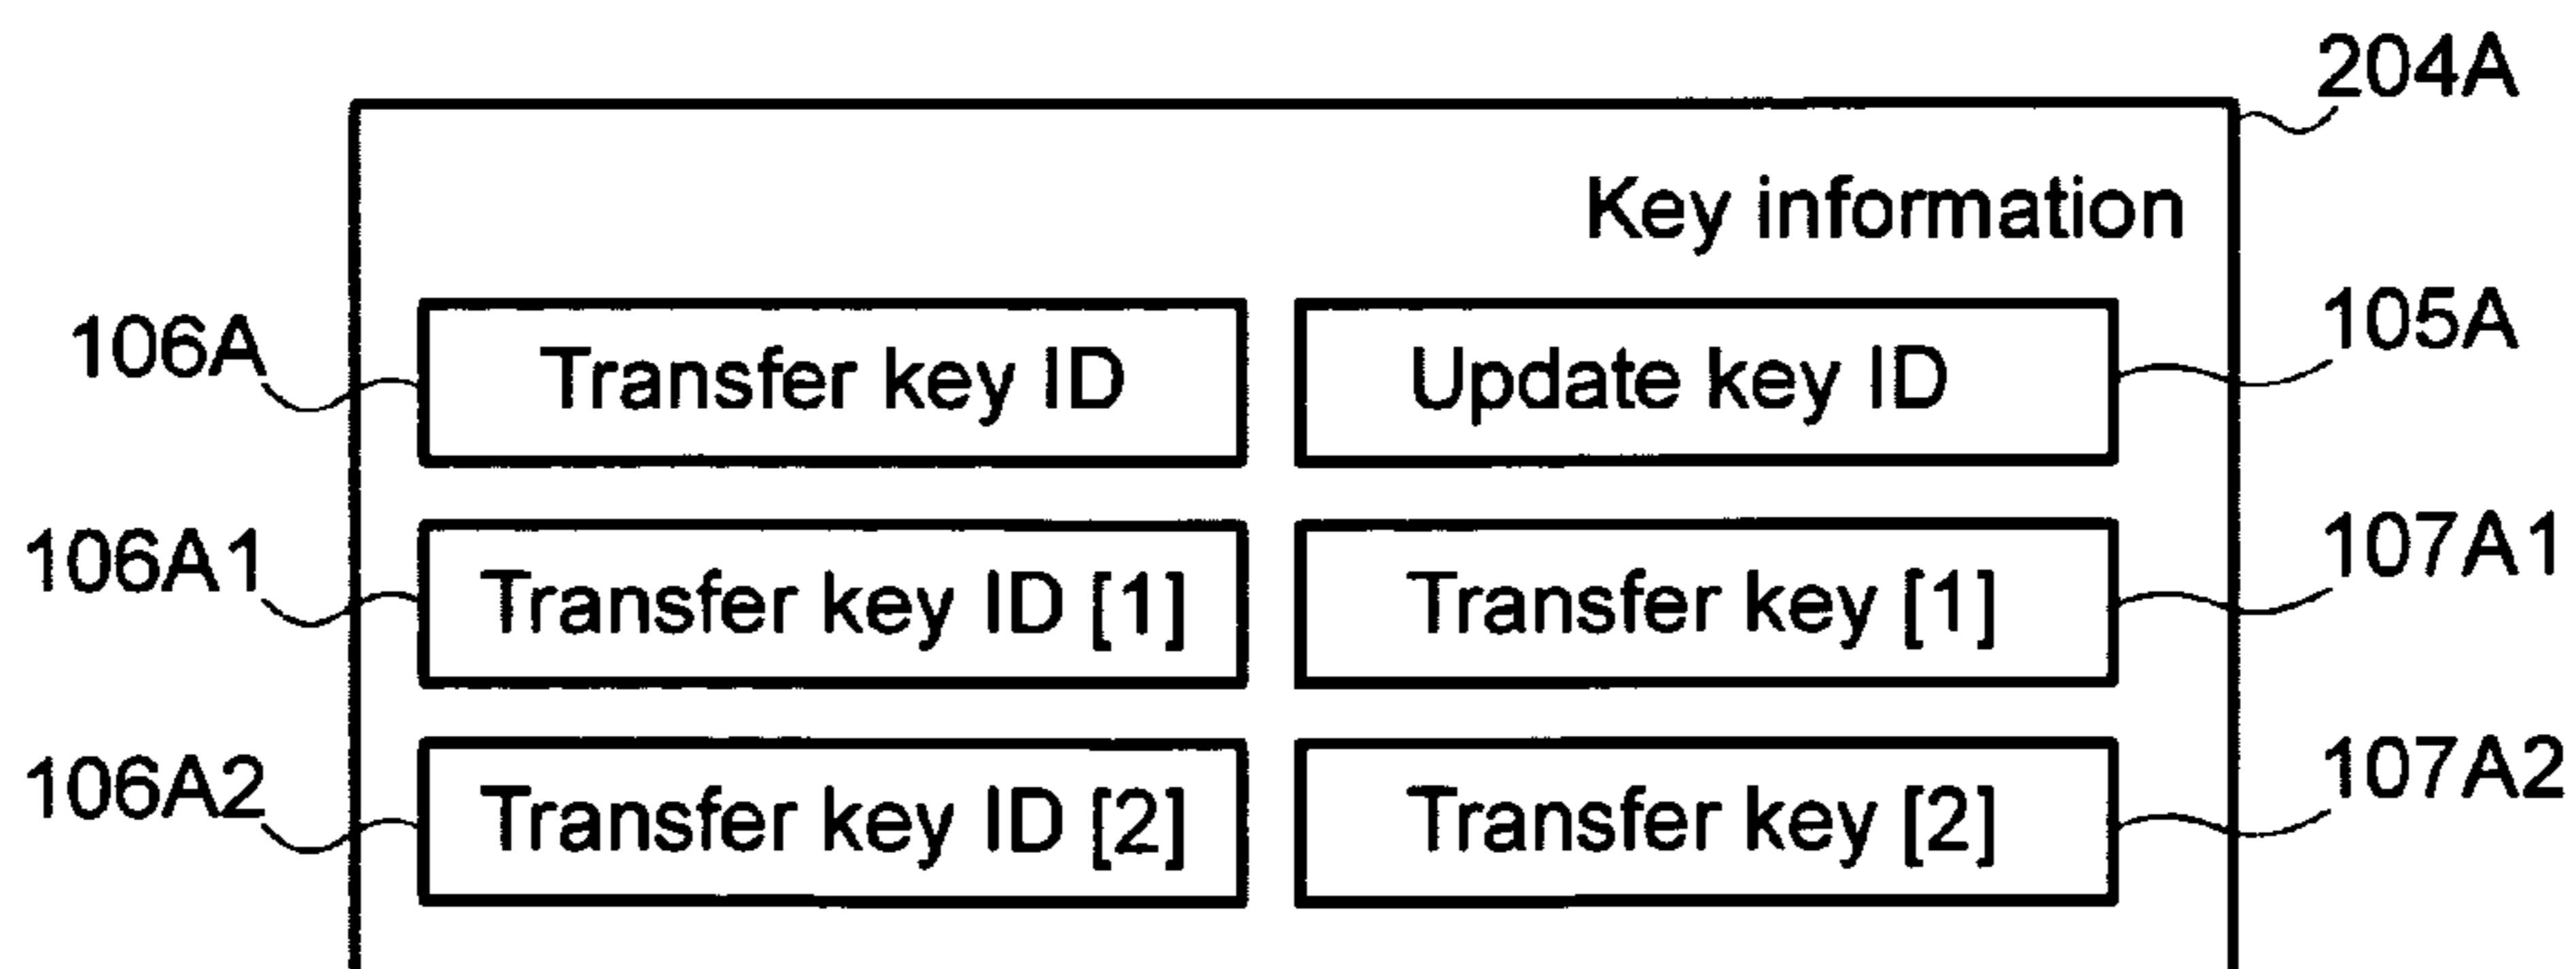 204A
Key information
106A Transfer key ID Update key ID 105A
106A1 Transfer key ID [1] Transfer key [1] 107A1
106A2 Transfer key ID [2] Transfer key [2] 107A2